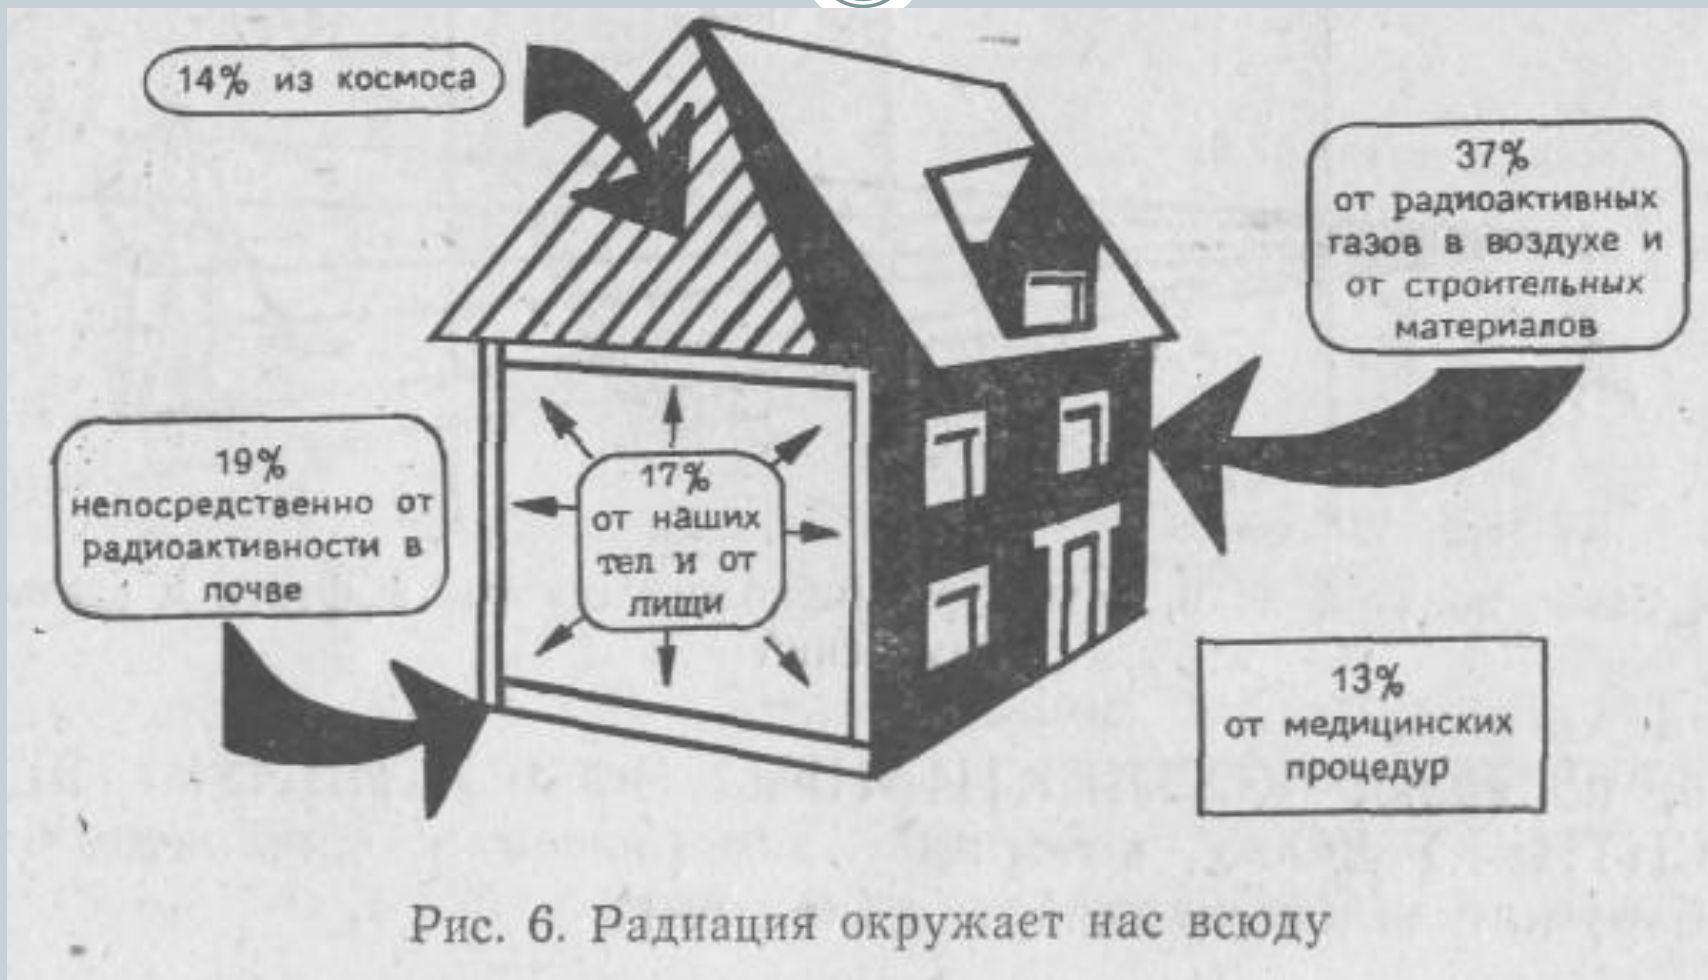 14% из космоса
37%
от радиоактивных
газов в воздухе и
от строительных
материалов
19%
непосредственно от
радиоактивности в
почве
17%
от наших
тел и от
пищи
13%
от медицинских
процедур
Рис. 6. Радиация окружает нас всюду